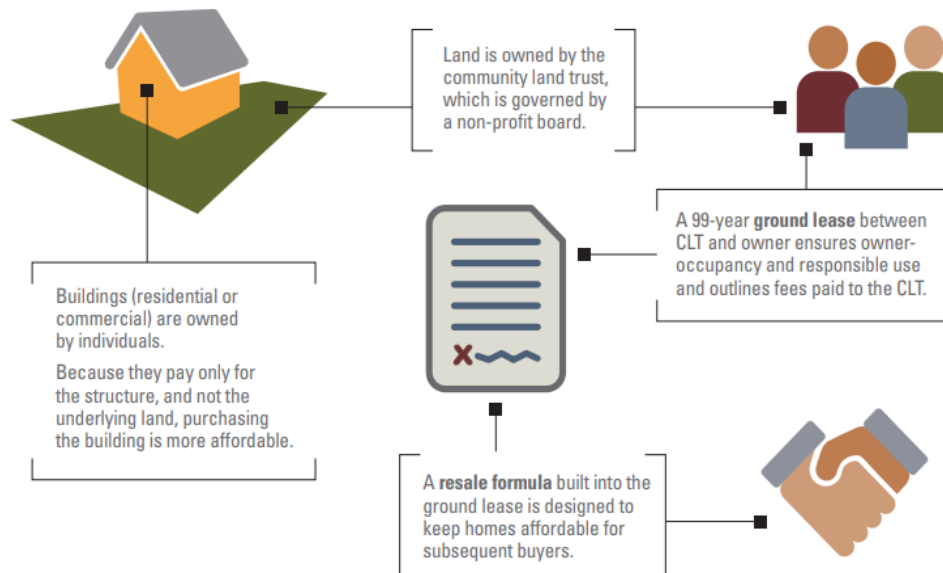 Land is owned by the
community land trust,
which is governed by
a non-profit board.
A 99-year ground lease between
CLT and owner ensures owner-
occupancy and responsible use
and outlines fees paid to the CLT.
Buildings (residential or
commercial) are owned
by individuals.
Because they pay only for
the structure, and not the
underlying land, purchasing
the building is more affordable.
A resale formula built into the
ground lease is designed to
keep homes affordable for
subsequent buyers.